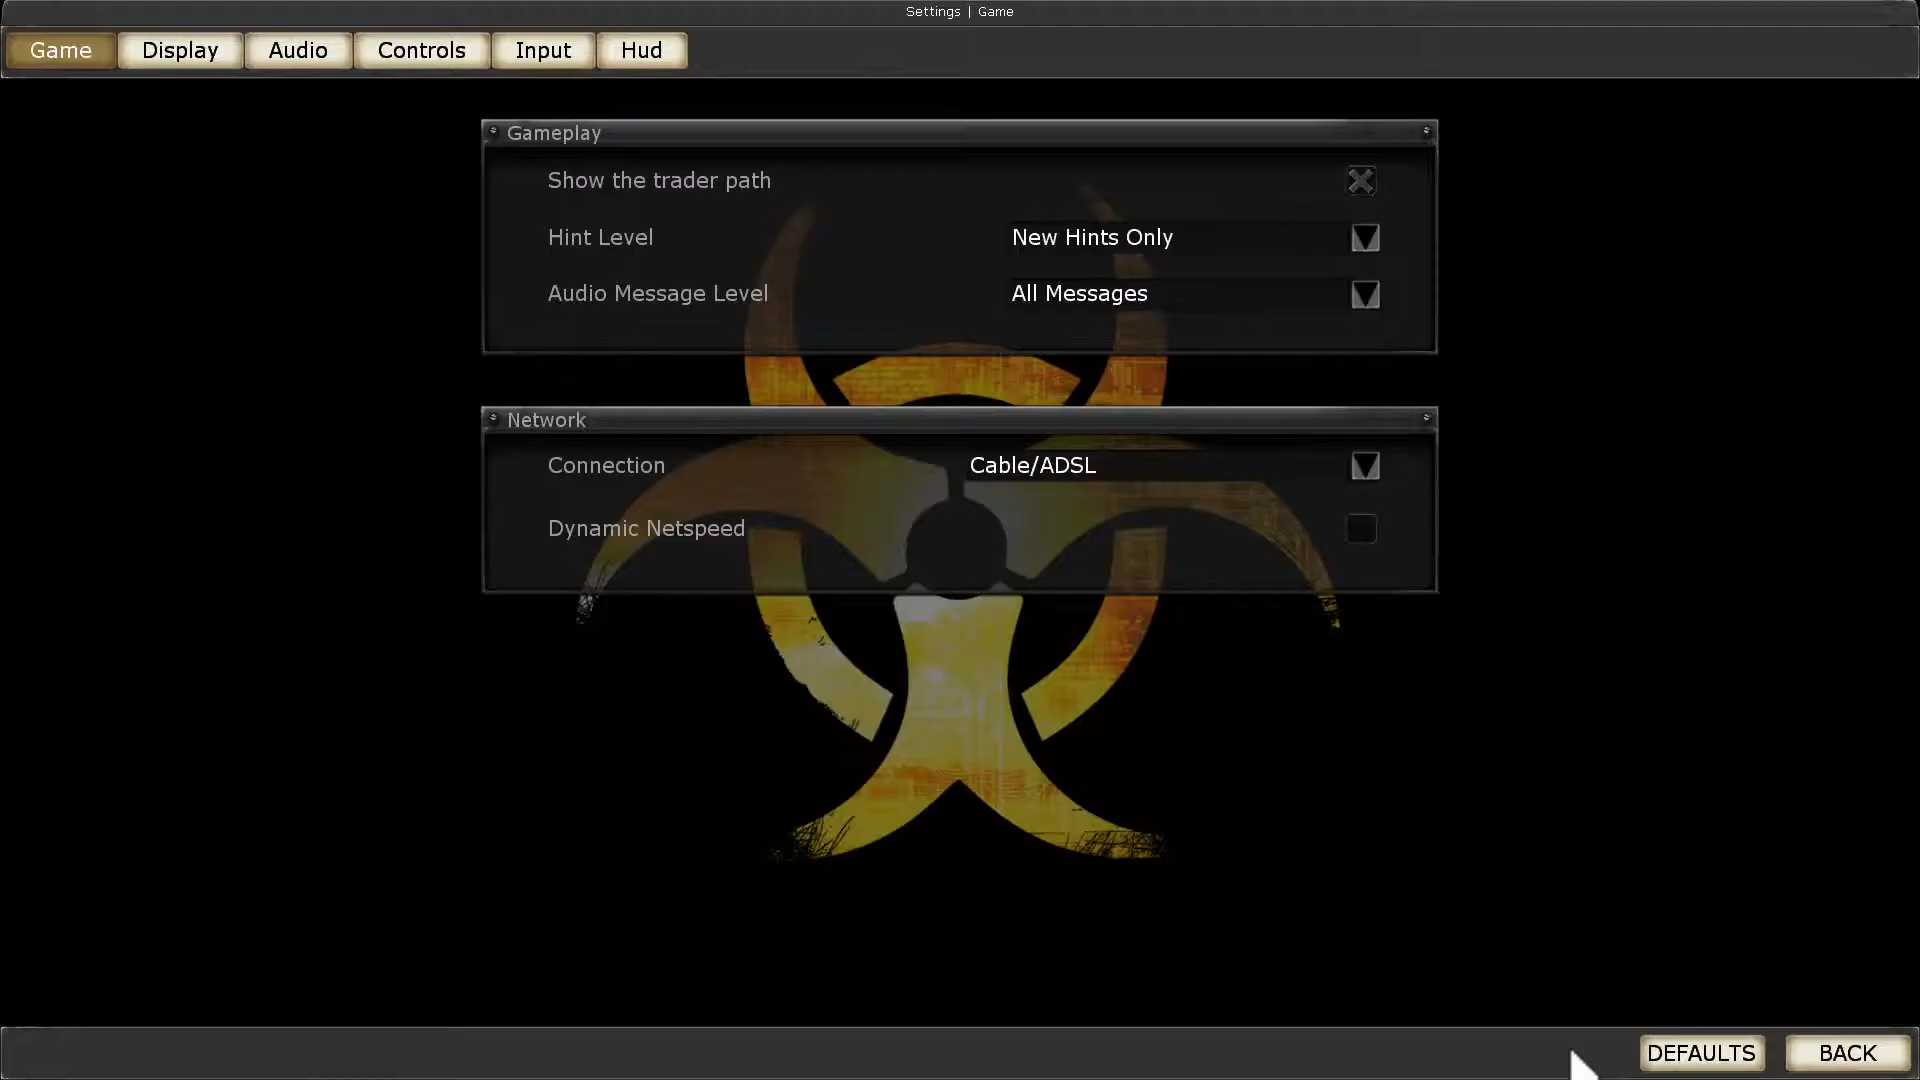 Settings | Game
Game Display Audio Controls Input Hud
Gameplay
Show the trader path
Hint Level New Hints Only
Audio Message Level All Messages
Network
Connection Cable/ADSL
Dynamic Netspeed
DEFAULTS BACK